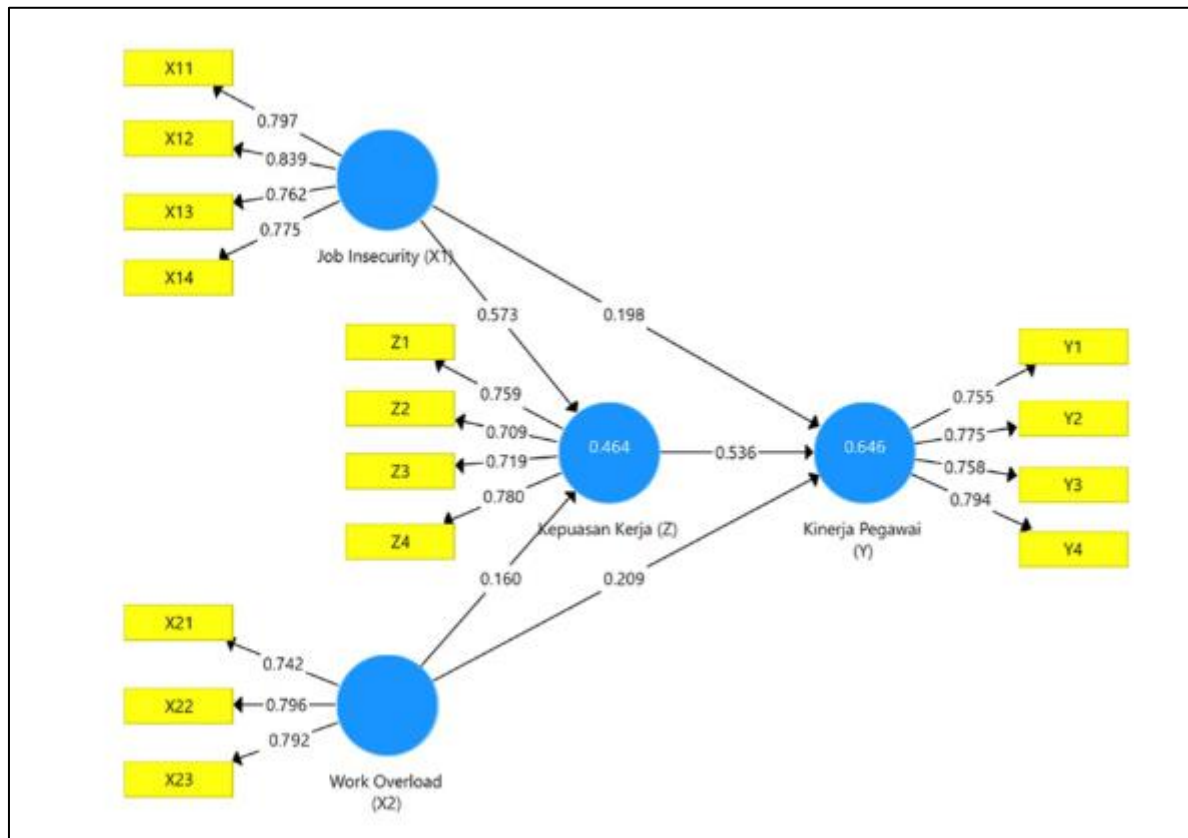 X11
0.797
X12
0.839
X13
0.762
X14
0.775
Job Insecurity (X1)
0.573
0.198
Z1
0.759
Z2
0.709
Z3
0.719
Z4
0.780
0.464
Kepuasan Kerja (Z)
0.536
0.646
Kinerja Pegawai
(Y)
Y1
0.755
Y2
0.775
Y3
0.758
Y4
0.794
0.160
0.209
X21
0.742
X22
0.796
X23
0.792
Work Overload
(X2)